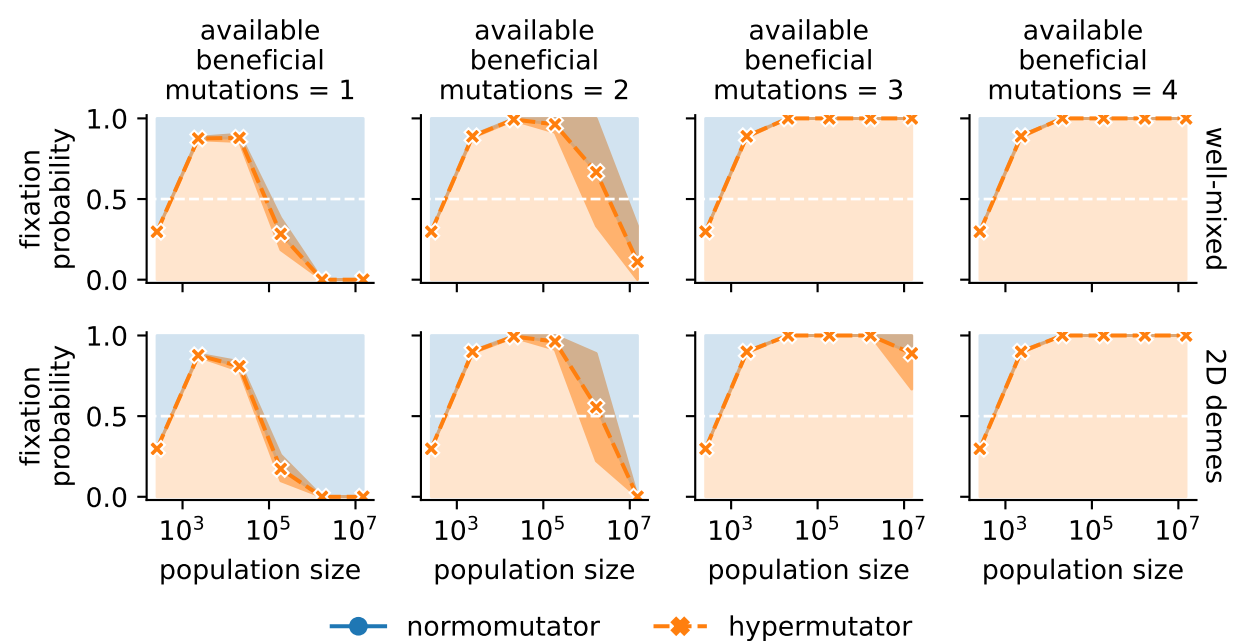 available
beneficial
mutations = 1
available
beneficial
mutations = 2
available
beneficial
mutations = 3
available
beneficial
mutations = 4
fixation
probability
1.0
0.5
0.0
well-mixed
fixation
probability
1.0
0.5
0.0
2D demes
10³ 10⁵ 10⁷
10³ 10⁵ 10⁷
10³ 10⁵ 10⁷
10³ 10⁵ 10⁷
population size
population size
population size
population size
normomutator
hypermutator